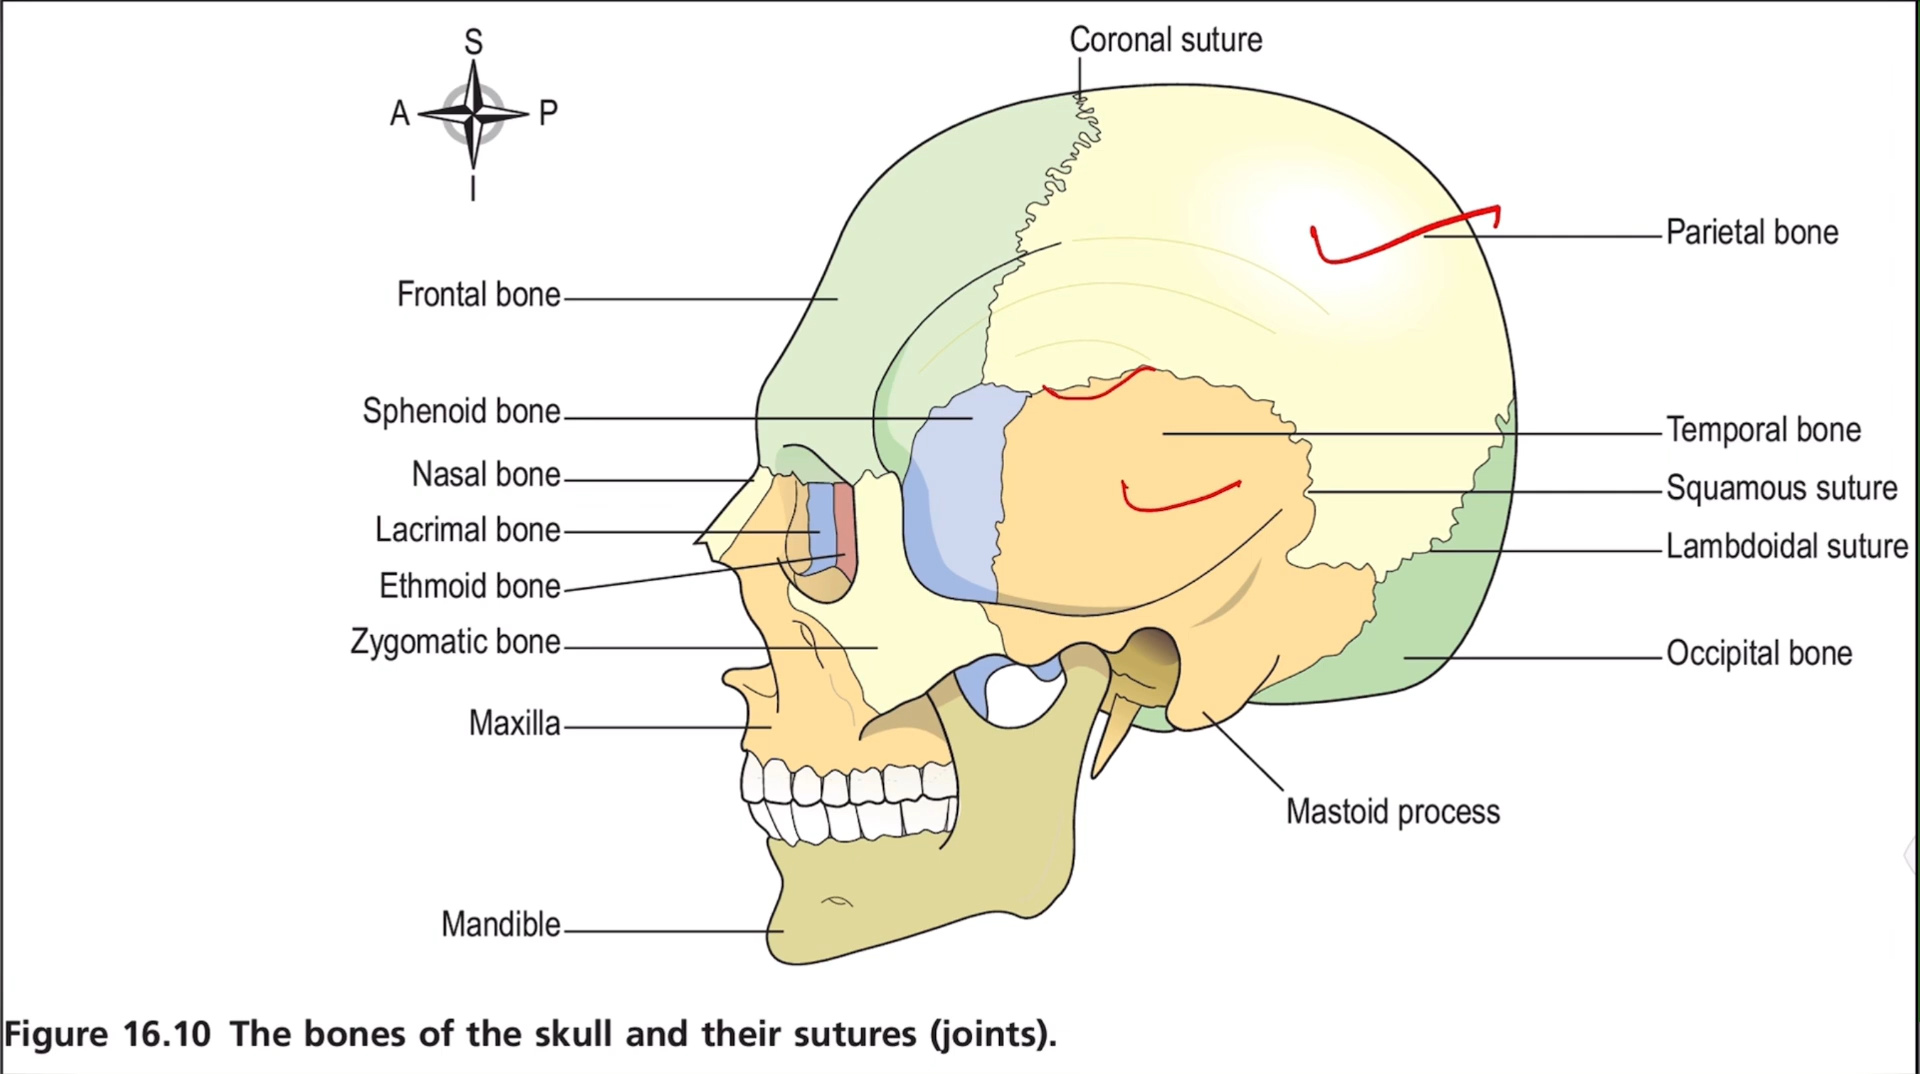 S
A P
I
Coronal suture
Parietal bone
Frontal bone
Sphenoid bone
Temporal bone
Nasal bone
Squamous suture
Lacrimal bone
Lambdoidal suture
Ethmoid bone
Zygomatic bone
Occipital bone
Maxilla
Mastoid process
Mandible
Figure 16.10 The bones of the skull and their sutures (joints).